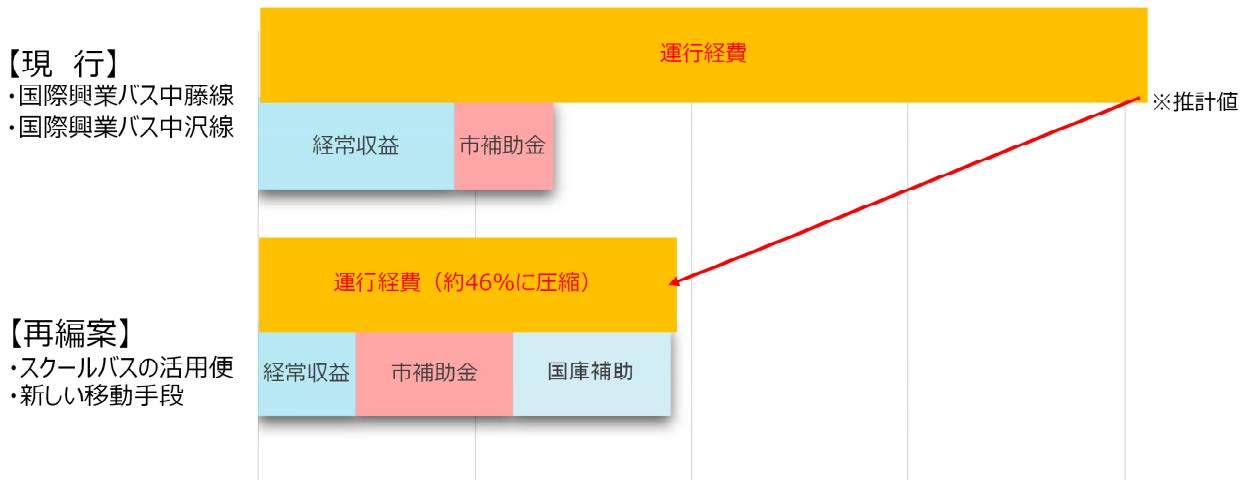 運行経費
【現 行】
・国際興業バス中藤線
・国際興業バス中沢線
※推計値
経常収益
市補助金
運行経費（約46%に圧縮）
【再編案】
・スクールバスの活用便
・新しい移動手段
経常収益
市補助金
国庫補助